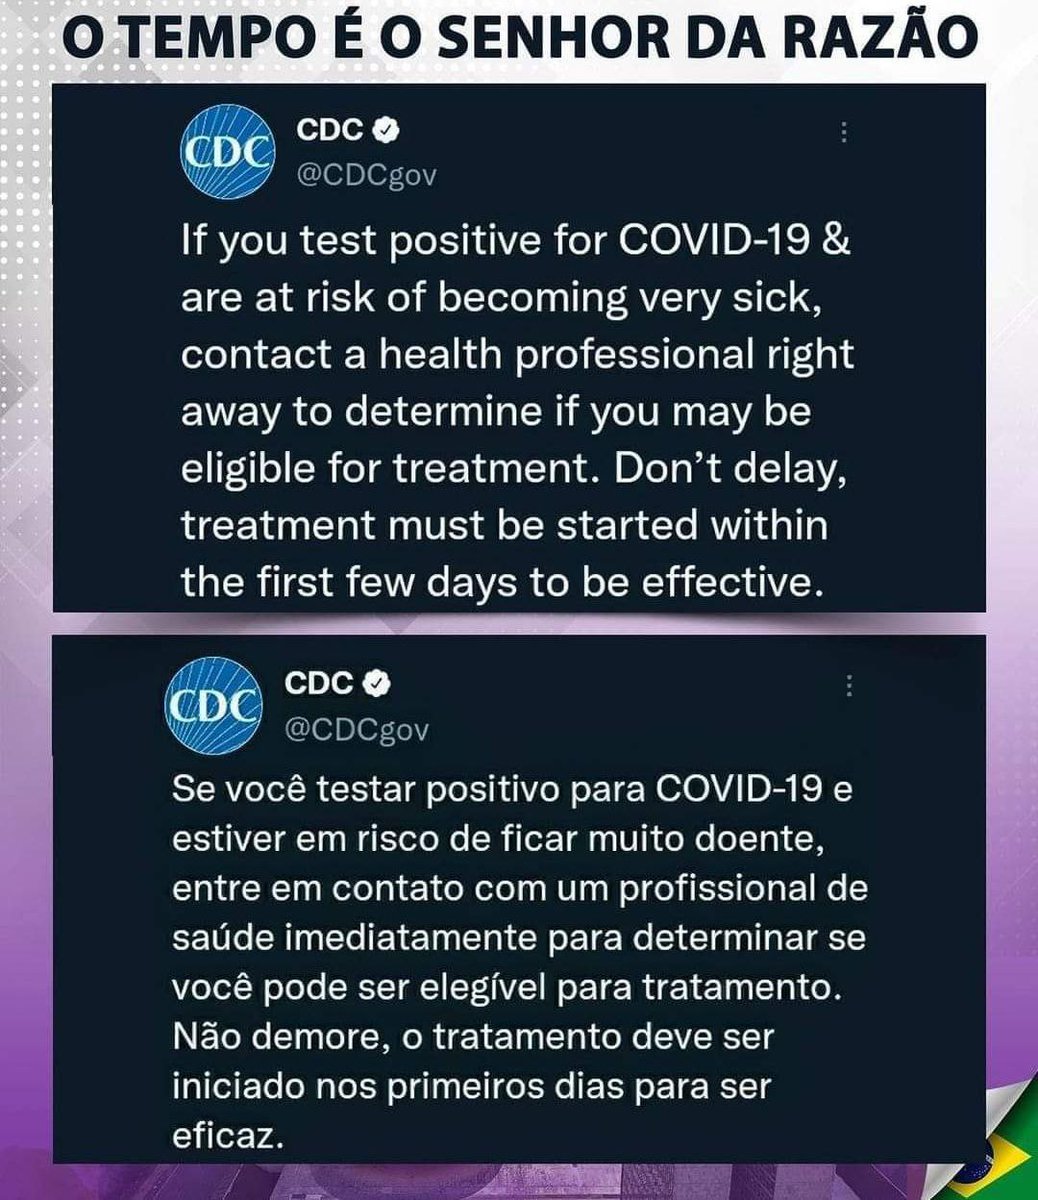 O TEMPO É O SENHOR DA RAZÃO
CDC
CDC
@CDCgov
If you test positive for COVID-19 &
are at risk of becoming very sick,
contact a health professional right
away to determine if you may be
eligible for treatment. Don’t delay,
treatment must be started within
the first few days to be effective.
CDC
CDC
@CDCgov
Se você testar positivo para COVID-19 e
estiver em risco de ficar muito doente,
entre em contato com um profissional de
saúde imediatamente para determinar se
você pode ser elegível para tratamento.
Não demore, o tratamento deve ser
iniciado nos primeiros dias para ser
eficaz.